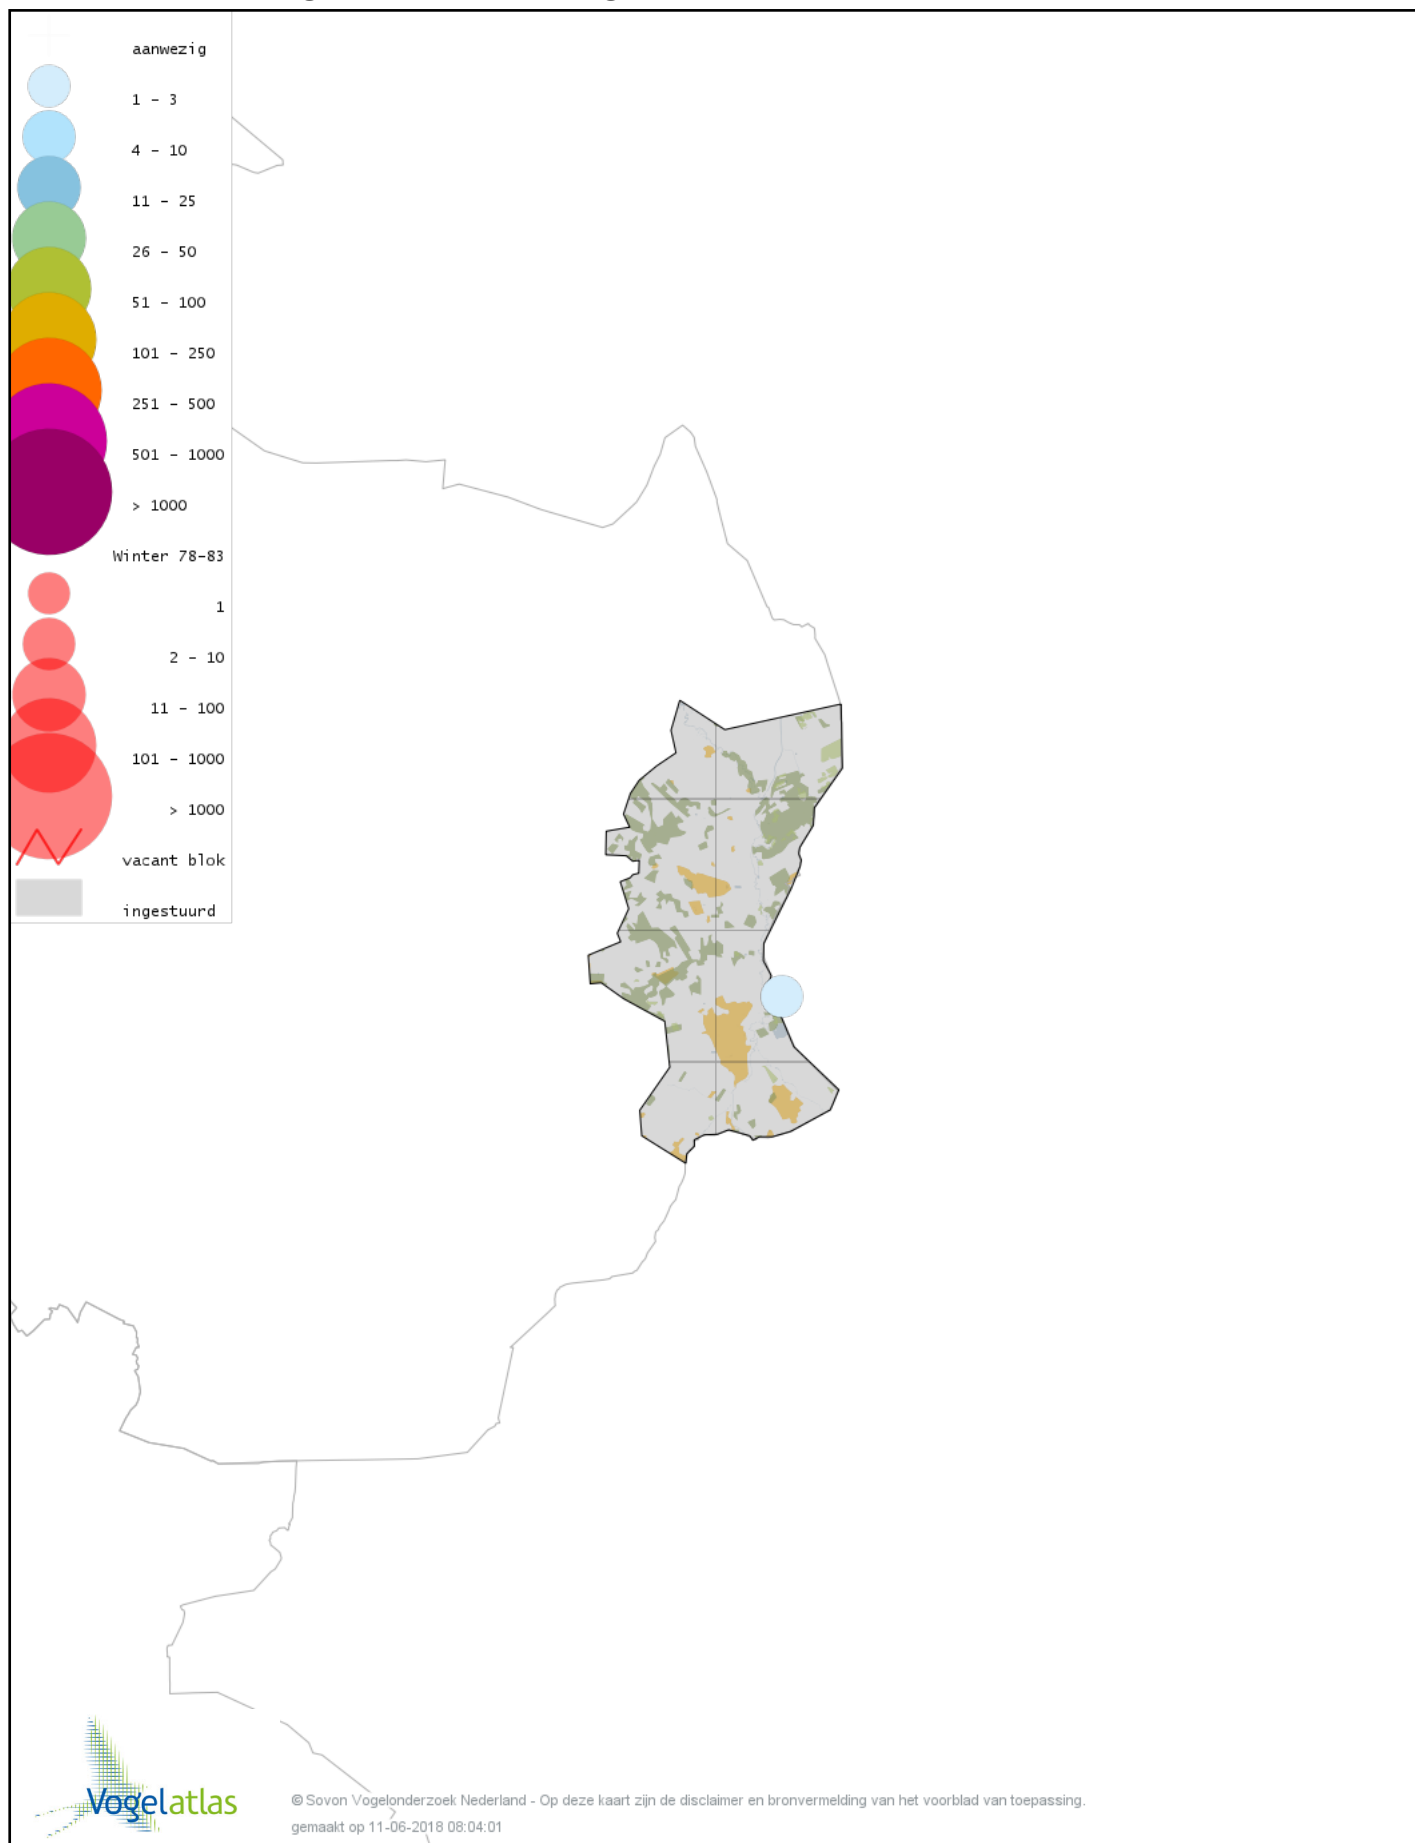 aanwezig
1 - 3
4 - 10
11 - 25
26 - 50
51 - 100
101 - 250
251 - 500
501 - 1000
> 1000
Winter 78-83
1
2 - 10
11 - 100
101 - 1000
> 1000
vacant blok
ingestuurd
Vogelatlas
© Sovon Vogelonderzoek Nederland - Op deze kaart zijn de disclaimer en bronvermelding van het voorblad van toepassing.
gemaakt op 11-06-2018 08:04:01